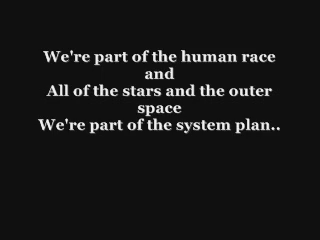 We're part of the human race
and
All of the stars and the outer
space
We're part of the system plan..